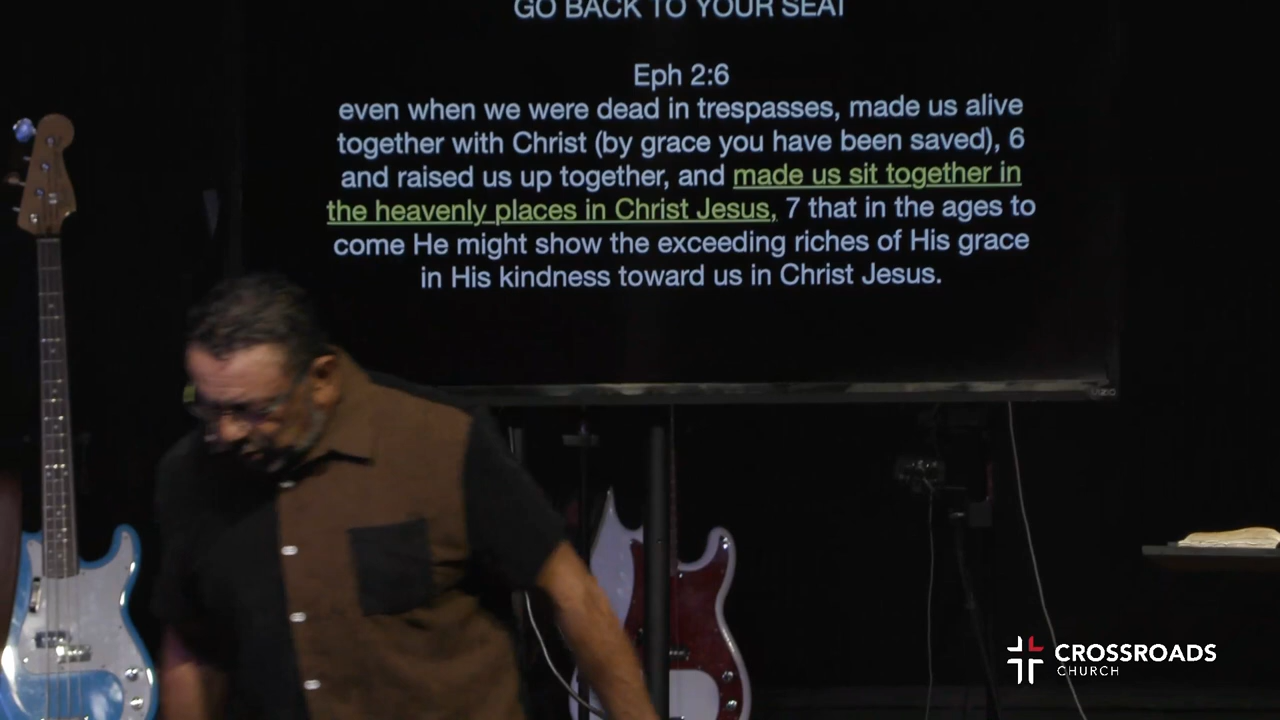 GO BACK TO YOUR SEAT
Eph 2:6
even when we were dead in trespasses, made us alive
together with Christ (by grace you have been saved), 6
and raised us up together, and made us sit together in
the heavenly places in Christ Jesus, 7 that in the ages to
come He might show the exceeding riches of His grace
in His kindness toward us in Christ Jesus.
CROSSROADS
CHURCH